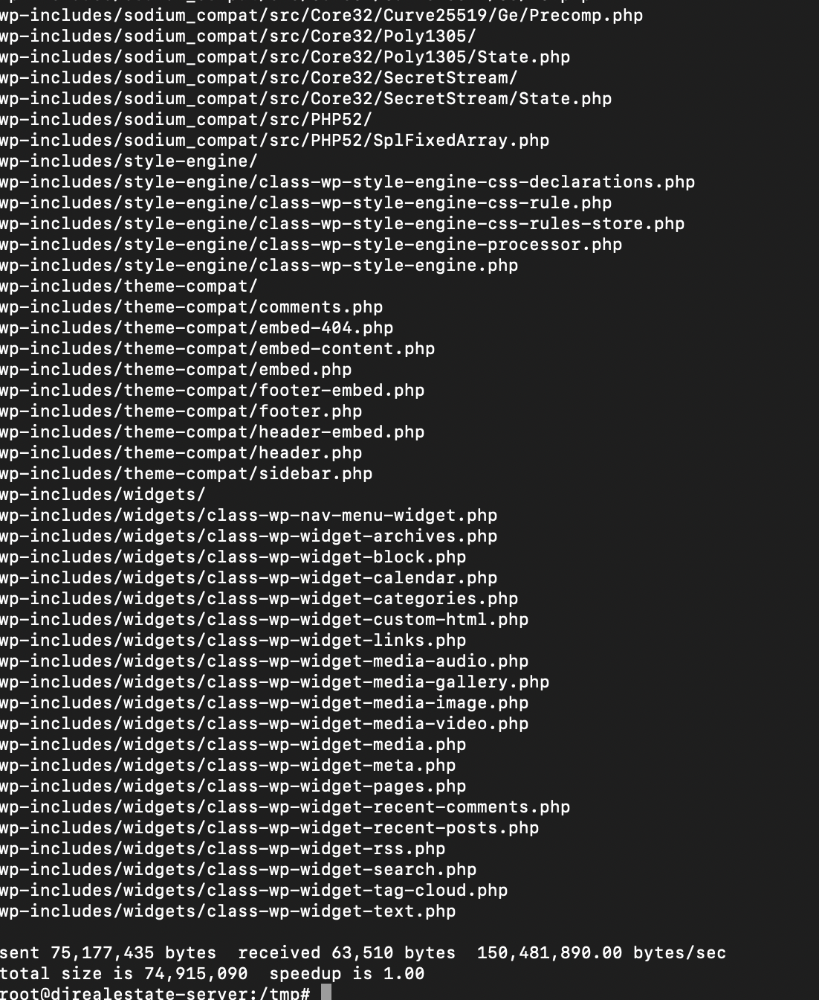 wp-includes/sodium_compat/src/Core32/Curve25519/Ge/Precomp.php
wp-includes/sodium_compat/src/Core32/Poly1305/
wp-includes/sodium_compat/src/Core32/Poly1305/State.php
wp-includes/sodium_compat/src/Core32/SecretStream/
wp-includes/sodium_compat/src/Core32/SecretStream/State.php
wp-includes/sodium_compat/src/PHP52/
wp-includes/sodium_compat/src/PHP52/SplFixedArray.php
wp-includes/style-engine/
wp-includes/style-engine/class-wp-style-engine-css-declarations.php
wp-includes/style-engine/class-wp-style-engine-css-rule.php
wp-includes/style-engine/class-wp-style-engine-css-rules-store.php
wp-includes/style-engine/class-wp-style-engine-processor.php
wp-includes/style-engine/class-wp-style-engine.php
wp-includes/theme-compat/
wp-includes/theme-compat/comments.php
wp-includes/theme-compat/embed-404.php
wp-includes/theme-compat/embed-content.php
wp-includes/theme-compat/embed.php
wp-includes/theme-compat/footer-embed.php
wp-includes/theme-compat/footer.php
wp-includes/theme-compat/header-embed.php
wp-includes/theme-compat/header.php
wp-includes/theme-compat/sidebar.php
wp-includes/widgets/
wp-includes/widgets/class-wp-nav-menu-widget.php
wp-includes/widgets/class-wp-widget-archives.php
wp-includes/widgets/class-wp-widget-block.php
wp-includes/widgets/class-wp-widget-calendar.php
wp-includes/widgets/class-wp-widget-categories.php
wp-includes/widgets/class-wp-widget-custom-html.php
wp-includes/widgets/class-wp-widget-links.php
wp-includes/widgets/class-wp-widget-media-audio.php
wp-includes/widgets/class-wp-widget-media-gallery.php
wp-includes/widgets/class-wp-widget-media-image.php
wp-includes/widgets/class-wp-widget-media-video.php
wp-includes/widgets/class-wp-widget-media.php
wp-includes/widgets/class-wp-widget-meta.php
wp-includes/widgets/class-wp-widget-pages.php
wp-includes/widgets/class-wp-widget-recent-comments.php
wp-includes/widgets/class-wp-widget-recent-posts.php
wp-includes/widgets/class-wp-widget-rss.php
wp-includes/widgets/class-wp-widget-search.php
wp-includes/widgets/class-wp-widget-tag-cloud.php
wp-includes/widgets/class-wp-widget-text.php
sent 75,177,435 bytes  received 63,510 bytes  150,481,890.00 bytes/sec
total size is 74,915,090  speedup is 1.00
root@djrealestate-server:/tmp#